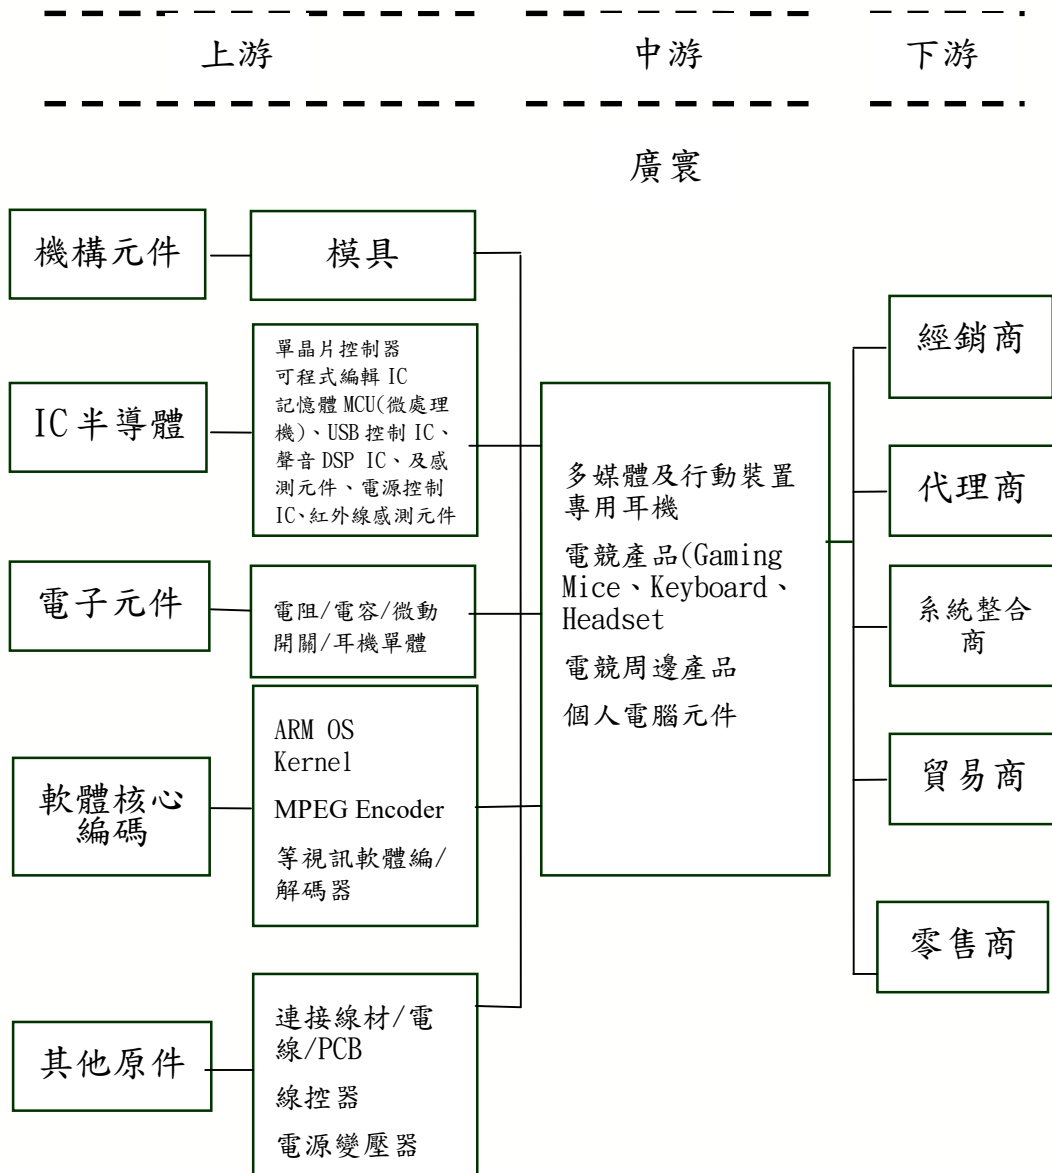 上游
中游
下游
廣寰
機構元件
模具
IC半導體
單晶片控制器
可程式編輯 IC
記憶體 MCU(微處理
機)、USB 控制 IC、
聲音 DSP IC、及感
測元件、電源控制
IC、紅外線感測元件
電子元件
電阻/電容/微動
開關/耳機單體
軟體核心
編碼
ARM OS
Kernel
MPEG Encoder
等視訊軟體編/
解碼器
其他原件
連接線材/電
線/PCB
線控器
電源變壓器
多媒體及行動裝置
專用耳機
電競產品(Gaming
Mice、Keyboard、
Headset
電競周邊產品
個人電腦元件
經銷商
代理商
系統整合
商
貿易商
零售商